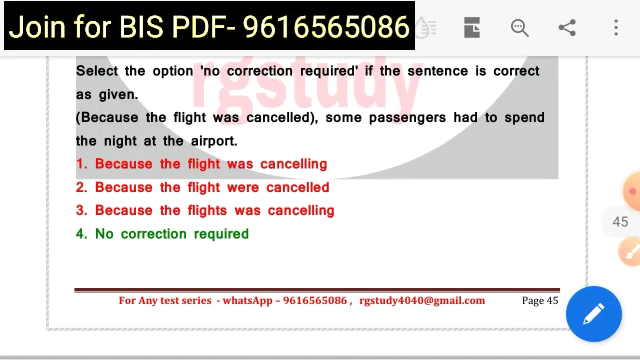 Join for BIS PDF- 9616565086
Select the option 'no correction required' if the sentence is correct
as given.
rgstudy
(Because the flight was cancelled), some passengers had to spend
the night at the airport.
1. Because the flight was cancelling
2. Because the flight were cancelled
3. Because the flights was cancelling
4. No correction required
45
For Any test series - whatsApp – 9616565086 , rgstudy4040@gmail.com Page 45